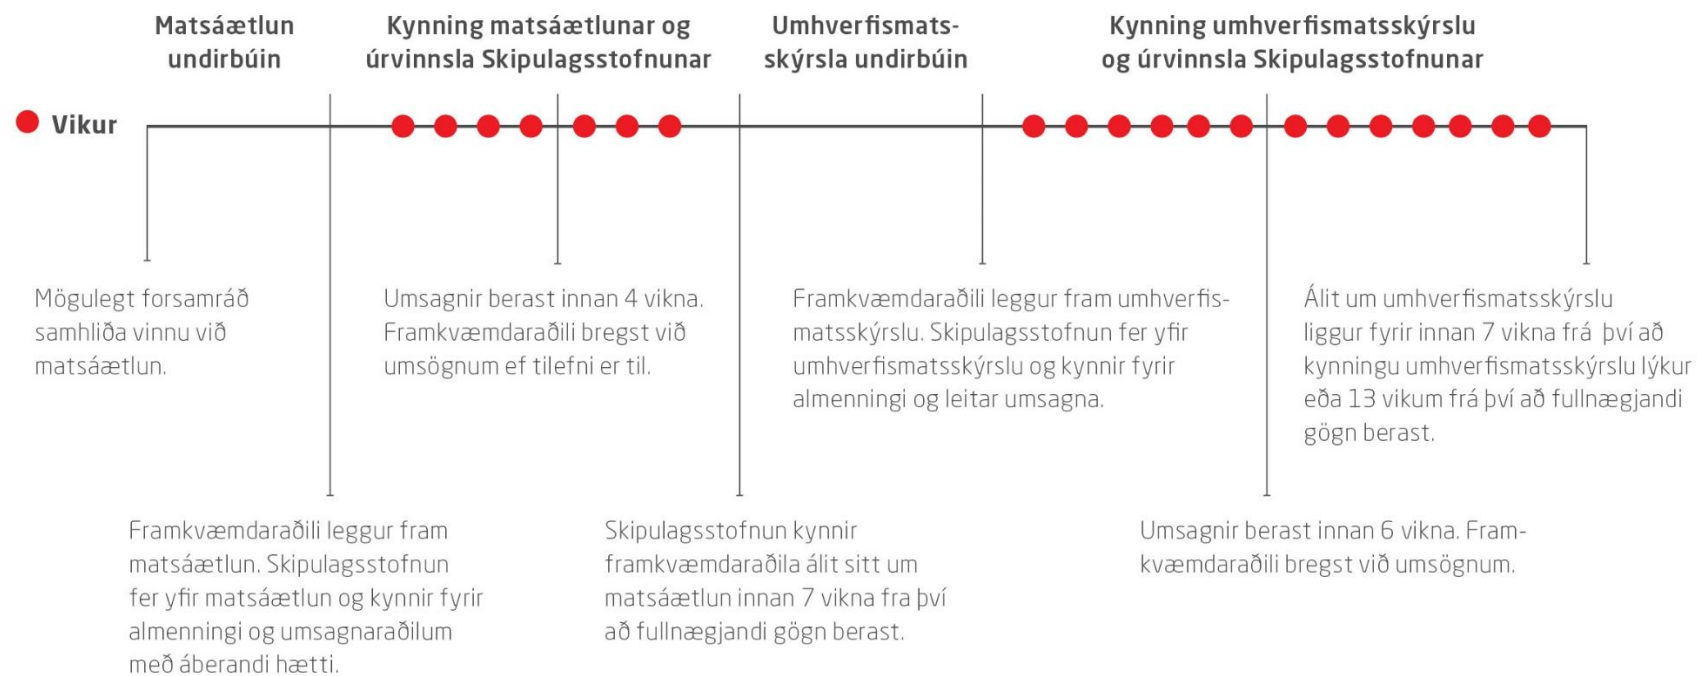 Matsáætlun
undirbúin
Kynning matsáætlunar og
úrvinnsla Skipulagsstofnunar
Umhverfismats-
skýrsla undirbúin
Kynning umhverfismatsskýrslu
og úrvinnsla Skipulagsstofnunar
Vikur
Mögulegt forsamráð
samhliða vinnu við
matsáætlun.
Umsagnir berast innan 4 vikna.
Framkvæmdaraðili bregst við
umsögnum ef tilefni er til.
Framkvæmdaraðili leggur fram umhverfis-
matsskýrslu. Skipulagsstofnun fer yfir
umhverfismatsskýrslu og kynnir fyrir
almenningi og leitar umsagna.
Álit um umhverfismatsskýrslu
liggur fyrir innan 7 vikna frá því að
kynningu umhverfismatsskýrslu lýkur
eða 13 vikum frá því að fullnægjandi
gögn berast.
Framkvæmdaraðili leggur fram
matsáætlun. Skipulagsstofnun
fer yfir matsáætlun og kynnir fyrir
almenningi og umsagnaraðilum
með áberandi hætti.
Skipulagsstofnun kynnir
framkvæmdaraðila álit sitt um
matsáætlun innan 7 vikna fra því
að fullnægjandi gögn berast.
Umsagnir berast innan 6 vikna. Fram-
kvæmdaraðili bregst við umsögnum.